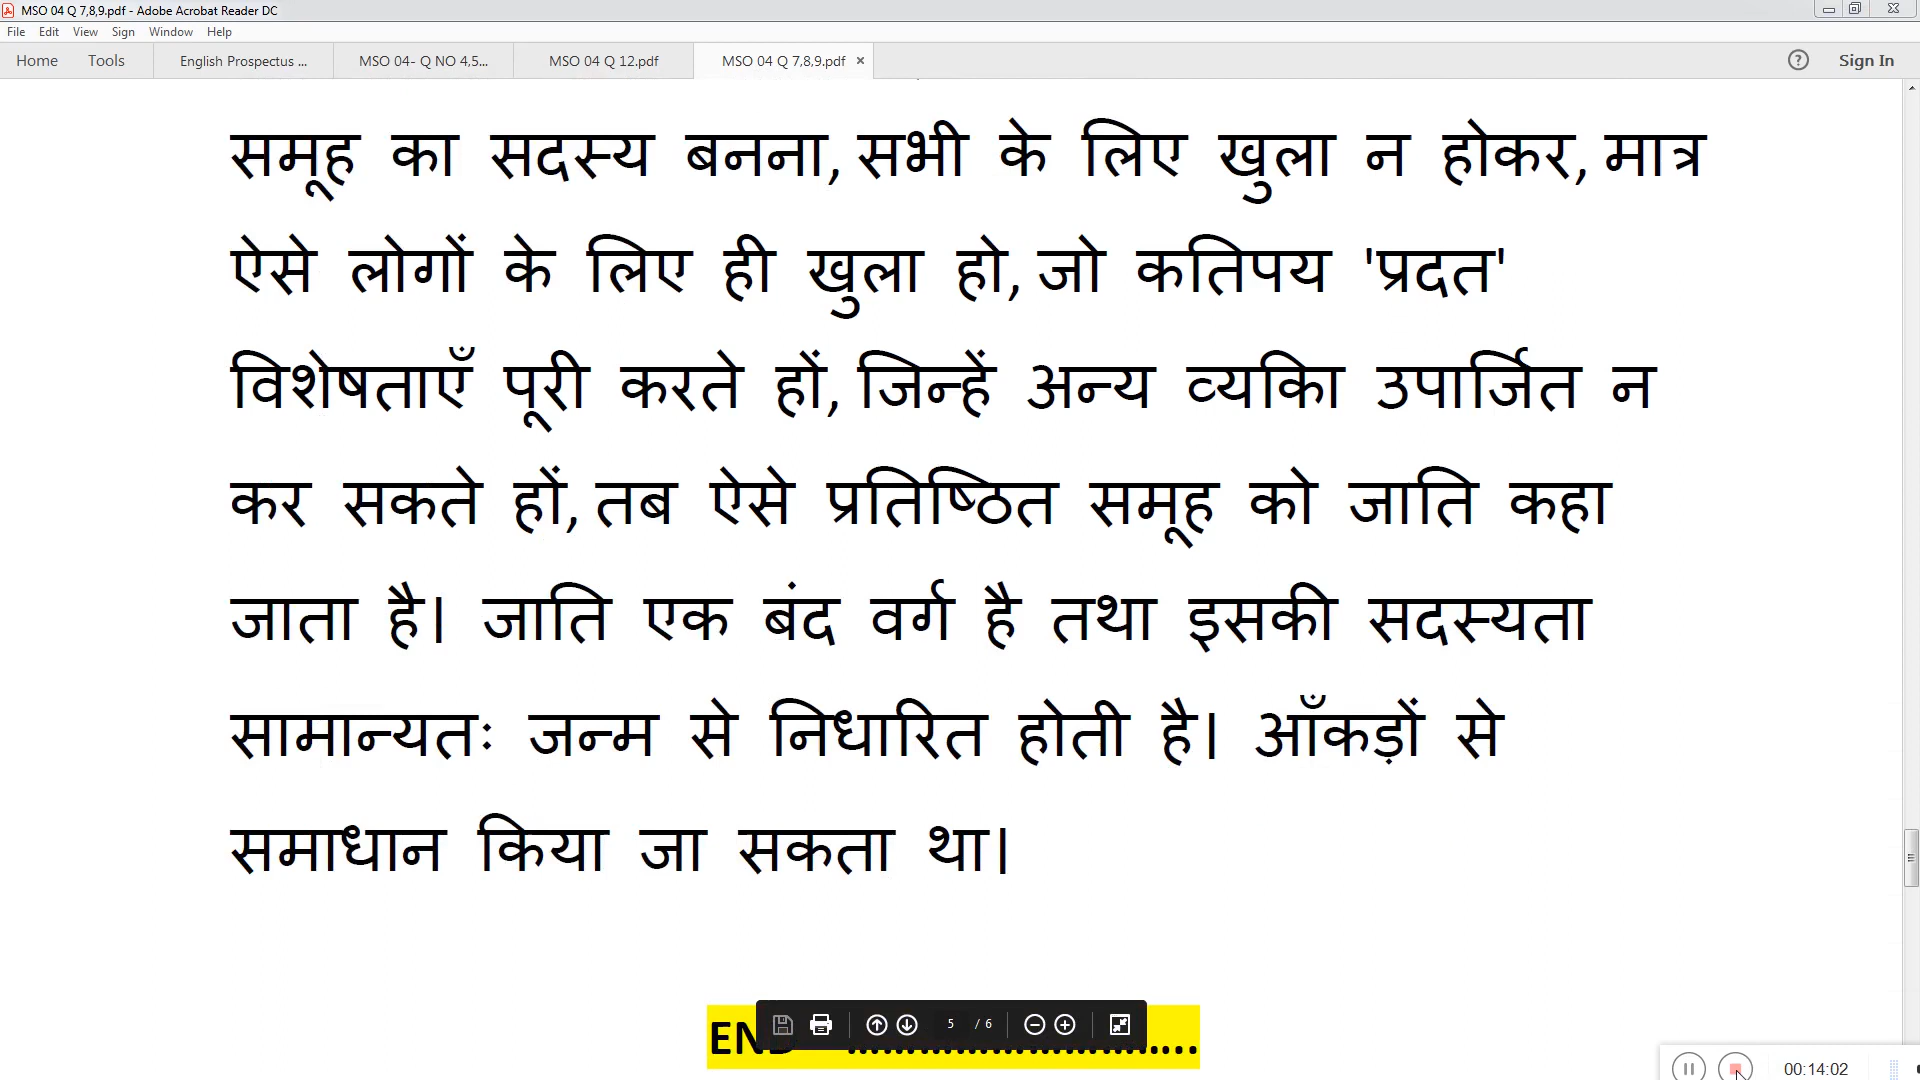 MSO 04 Q 7,8,9.pdf - Adobe Acrobat Reader DC
File Edit View Sign Window Help
Home Tools English Prospectus ... MSO 04- Q NO 4,5... MSO 04 Q 12.pdf MSO 04 Q 7,8,9.pdf × ? Sign In
समूह का सदस्य बनना, सभी के लिए खुला न होकर, मात्र
ऐसे लोगों के लिए ही खुला हो, जो कतिपय 'प्रदत'
विशेषताएँ पूरी करते हों, जिन्हें अन्य व्यकिा उपार्जित न
कर सकते हों, तब ऐसे प्रतिष्ठित समूह को जाति कहा
जाता है। जाति एक बंद वर्ग है तथा इसकी सदस्यता
सामान्यतः जन्म से निधारित होती है। आँकड़ों से
समाधान किया जा सकता था।
END ...........................
5 / 6
00:14:02